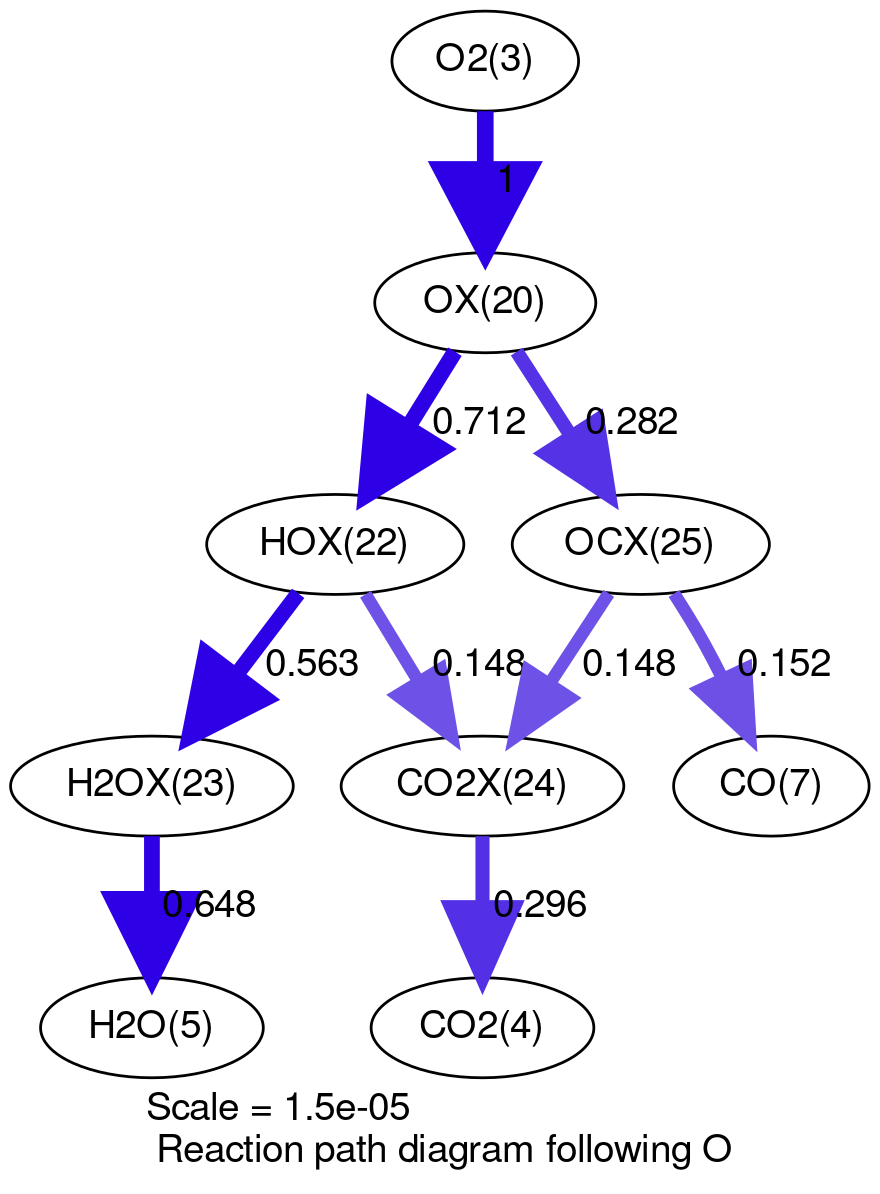 O2(3)
1
OX(20)
0.712
0.282
HOX(22)
OCX(25)
0.563
0.148
0.148
0.152
H2OX(23)
CO2X(24)
CO(7)
0.648
0.296
H2O(5)
CO2(4)
Scale = 1.5e-05
Reaction path diagram following O